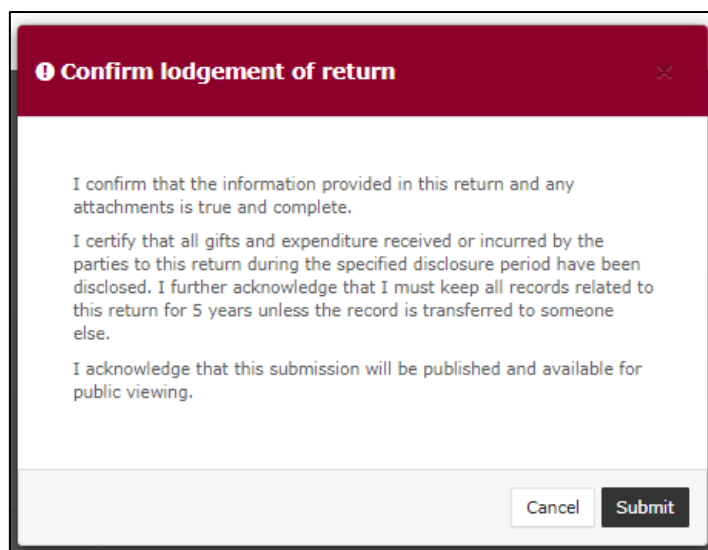 Confirm lodgement of return
I confirm that the information provided in this return and any
attachments is true and complete.
I certify that all gifts and expenditure received or incurred by the
parties to this return during the specified disclosure period have been
disclosed. I further acknowledge that I must keep all records related to
this return for 5 years unless the record is transferred to someone
else.
I acknowledge that this submission will be published and available for
public viewing.
Cancel Submit